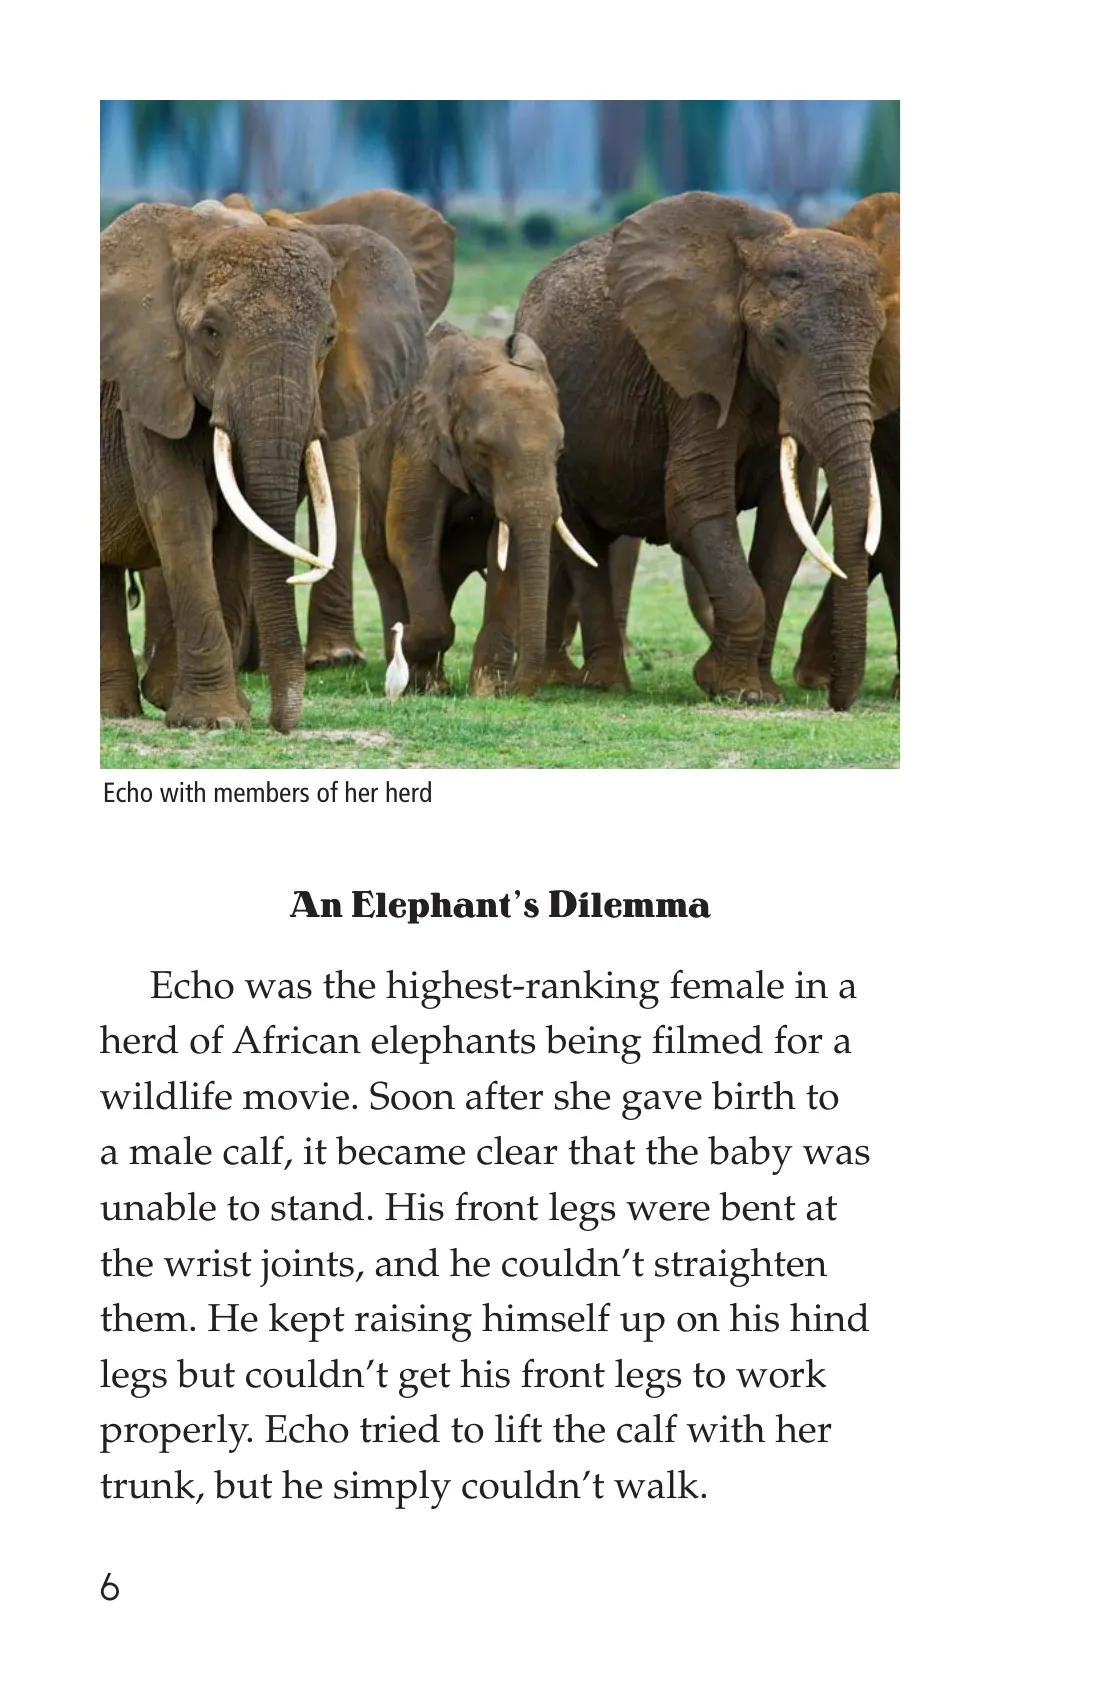 Echo with members of her herd
An Elephant’s Dilemma
Echo was the highest-ranking female in a
herd of African elephants being filmed for a
wildlife movie. Soon after she gave birth to
a male calf, it became clear that the baby was
unable to stand. His front legs were bent at
the wrist joints, and he couldn’t straighten
them. He kept raising himself up on his hind
legs but couldn’t get his front legs to work
properly. Echo tried to lift the calf with her
trunk, but he simply couldn’t walk.
6